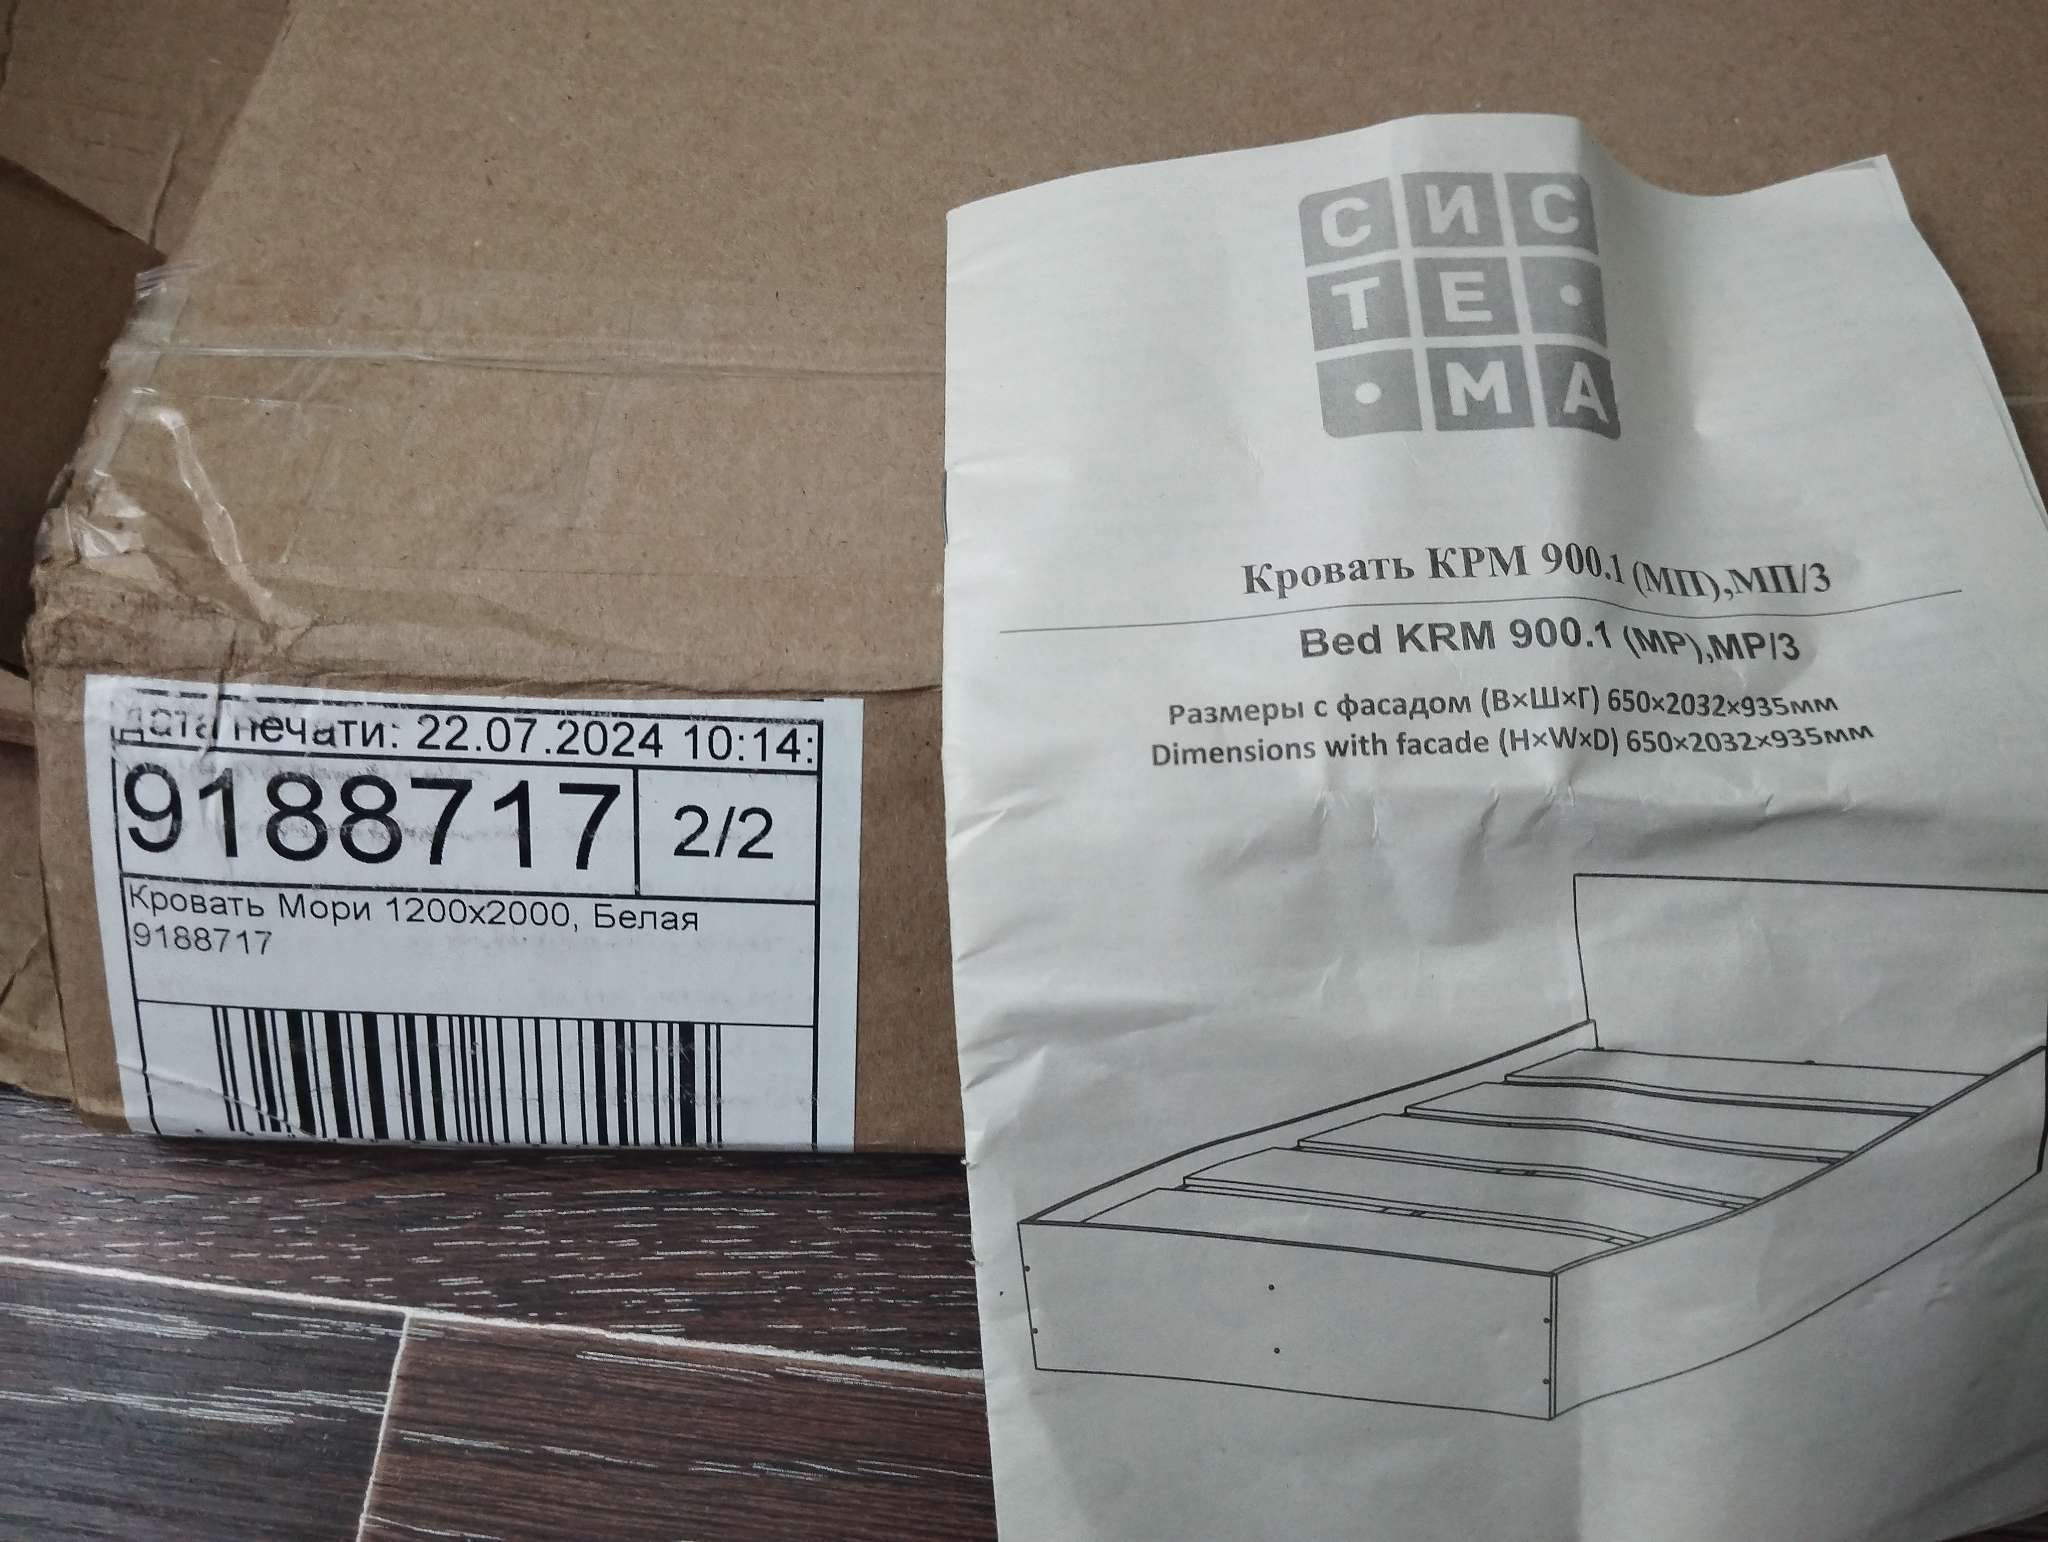 Дата печати: 22.07.2024 10:14:
9188717
2/2
Кровать Мори 1200х2000, Белая
9188717
СИС
ТЕ•
•МА
Кровать КРМ 900.1 (МП),МП/3
Bed KRM 900.1 (MP),MP/3
Размеры с фасадом (В×Ш×Г) 650×2032×935мм
Dimensions with facade (H×W×D) 650×2032×935мм